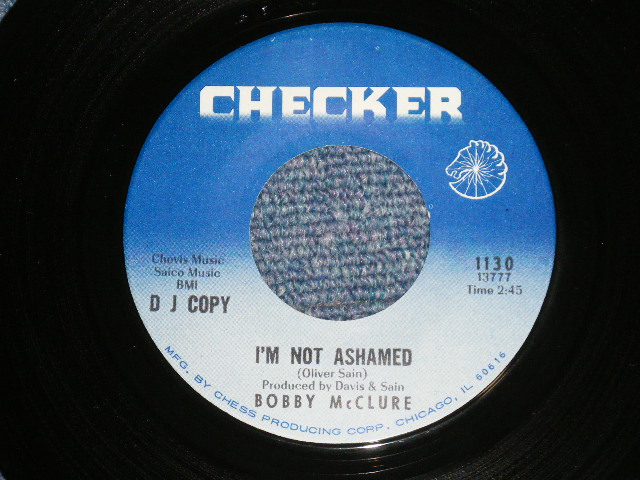 CHECKER
Chevis Music
Saico Music
BMI
D J COPY
1130
13777
Time 2:45
I'M NOT ASHAMED
(Oliver Sain)
Produced by Davis & Sain
BOBBY McCLURE
MFG. BY CHESS PRODUCING CORP. CHICAGO, IL 60616